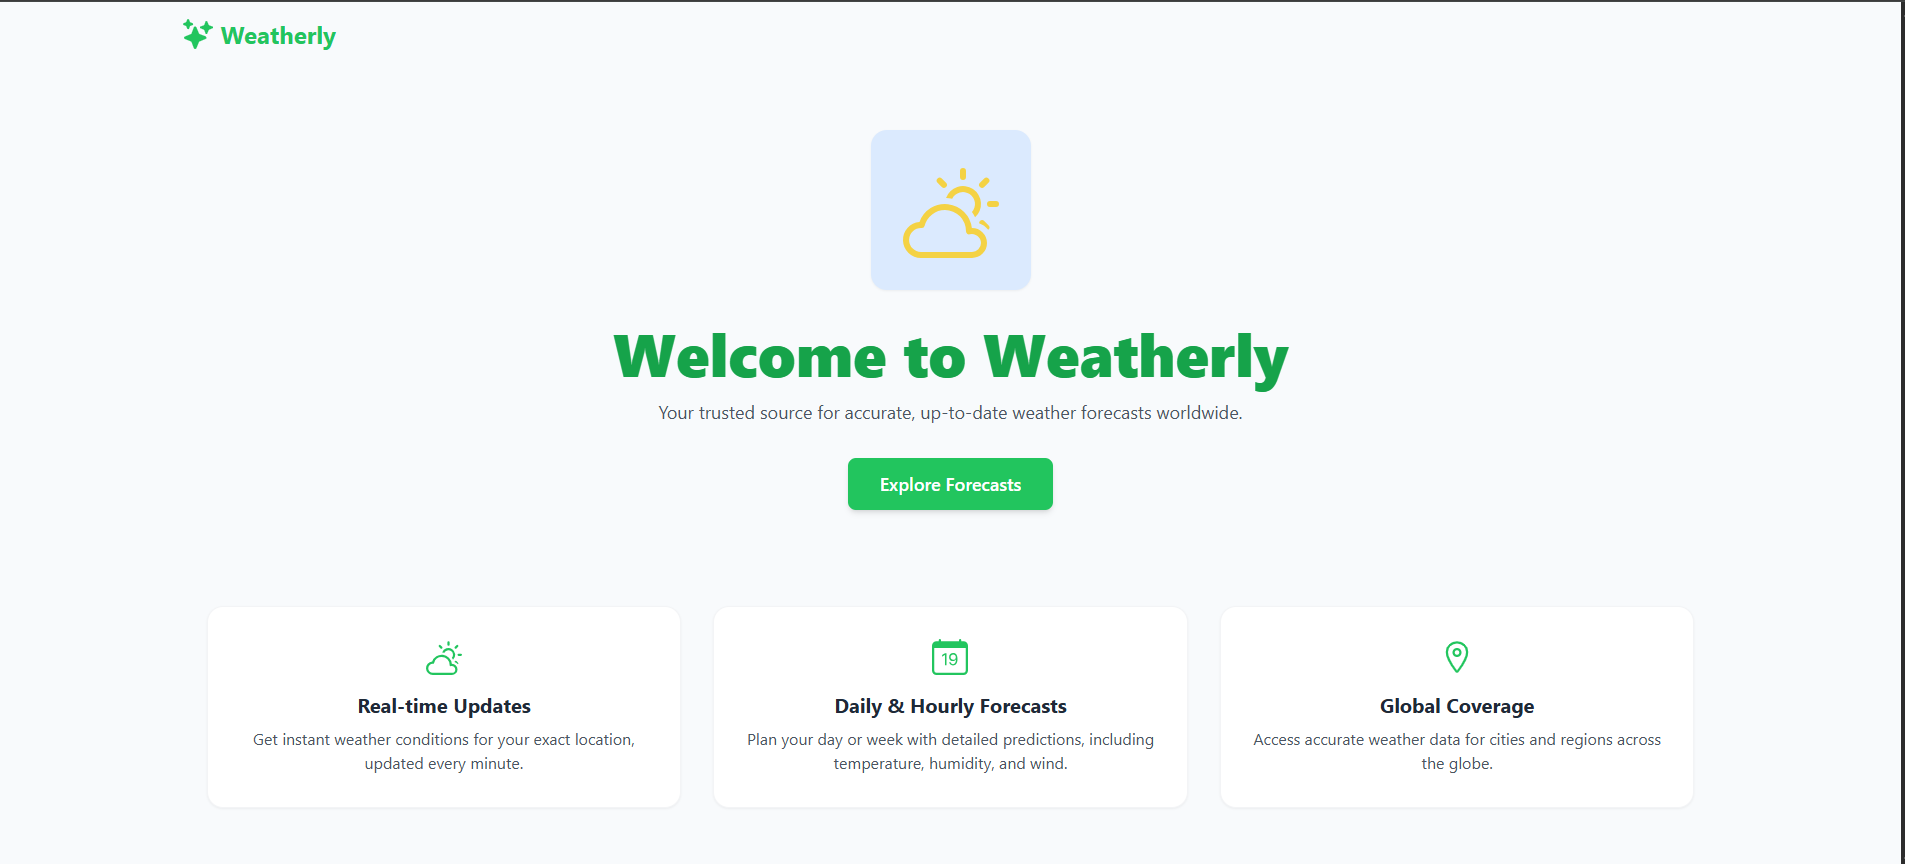 Weatherly
Welcome to Weatherly
Your trusted source for accurate, up-to-date weather forecasts worldwide.
Explore Forecasts
Real-time Updates
Get instant weather conditions for your exact location,
updated every minute.
19
Daily & Hourly Forecasts
Plan your day or week with detailed predictions, including
temperature, humidity, and wind.
Global Coverage
Access accurate weather data for cities and regions across
the globe.